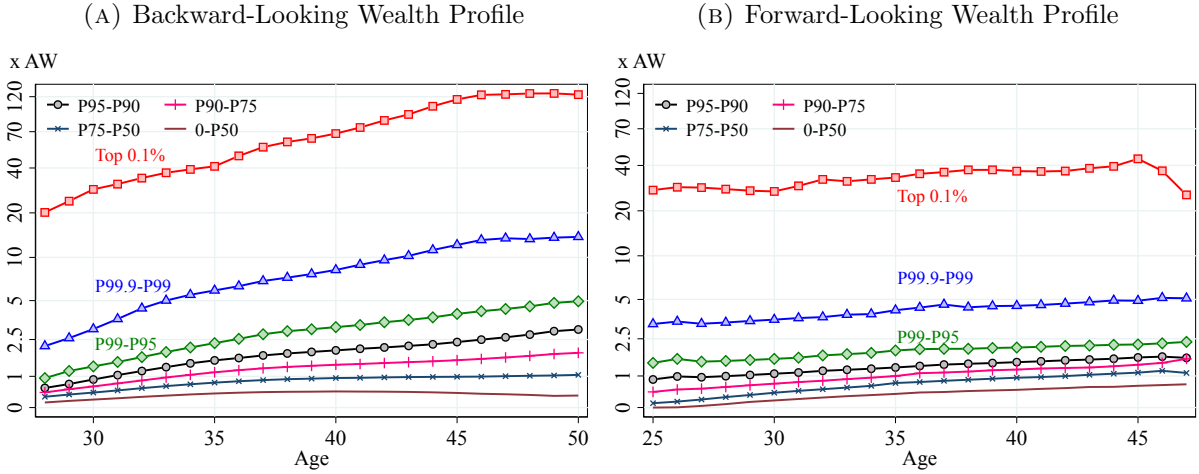 (A) Backward-Looking Wealth Profile
x AW
120
70
40
20
10
5
2.5
1
0
P95-P90
P90-P75
P75-P50
0-P50
Top 0.1%
P99.9-P99
P99-P95
30
35
40
45
50
Age
(B) Forward-Looking Wealth Profile
x AW
120
70
40
20
10
5
2.5
1
0
P95-P90
P90-P75
P75-P50
0-P50
Top 0.1%
P99.9-P99
P99-P95
25
30
35
40
45
Age